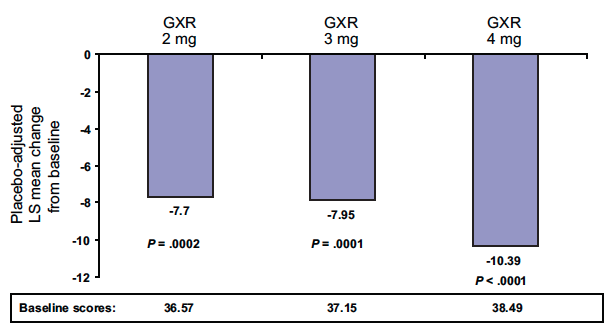 GXR GXR GXR
2 mg 3 mg 4 mg
Placebo-adjusted
LS mean change
from baseline
0
-2
-4
-6
-8
-10
-12
-7.7
-7.95
-10.39
P = .0002
P = .0001
P < .0001
Baseline scores: 36.57 37.15 38.49